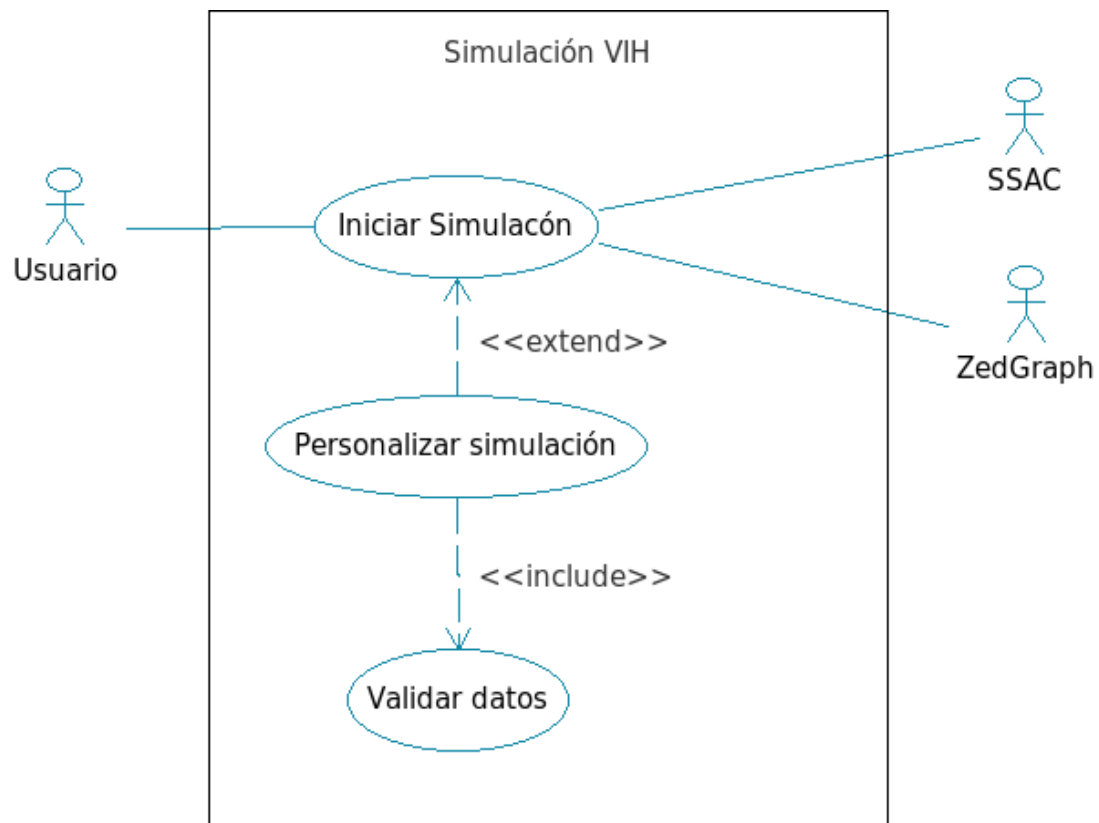 Simulación VIH
SSAC
Iniciar Simulacón
Usuario
<<extend>>
ZedGraph
Personalizar simulación
<<include>>
Validar datos